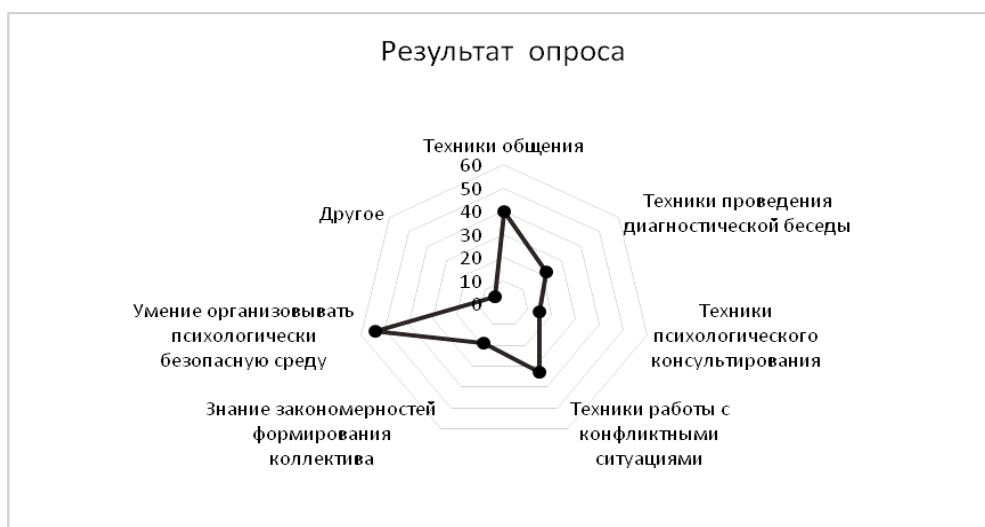 Результат опроса
Техники общения
60
50
40
30
20
10
0
Техники проведения
диагностической беседы
Техники
психологического
консультирования
Техники работы с
конфликтными
ситуациями
Знание закономерностей
формирования
коллектива
Умение организовывать
психологически
безопасную среду
Другое